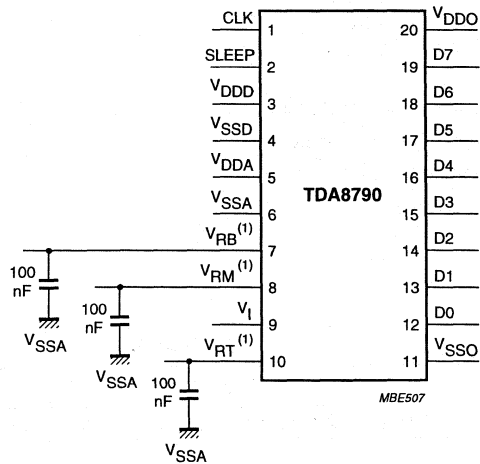 CLK 1
SLEEP 2
VDDD 3
VSSD 4
VDDA 5
VSSA 6
VRB(1) 7
VRM(1) 8
VI 9
VRT(1) 10
TDA8790
20 VDDO
19 D7
18 D6
17 D5
16 D4
15 D3
14 D2
13 D1
12 D0
11 VSSO
100
nF
VSSA
100
nF
VSSA
100
nF
VSSA
MBE507